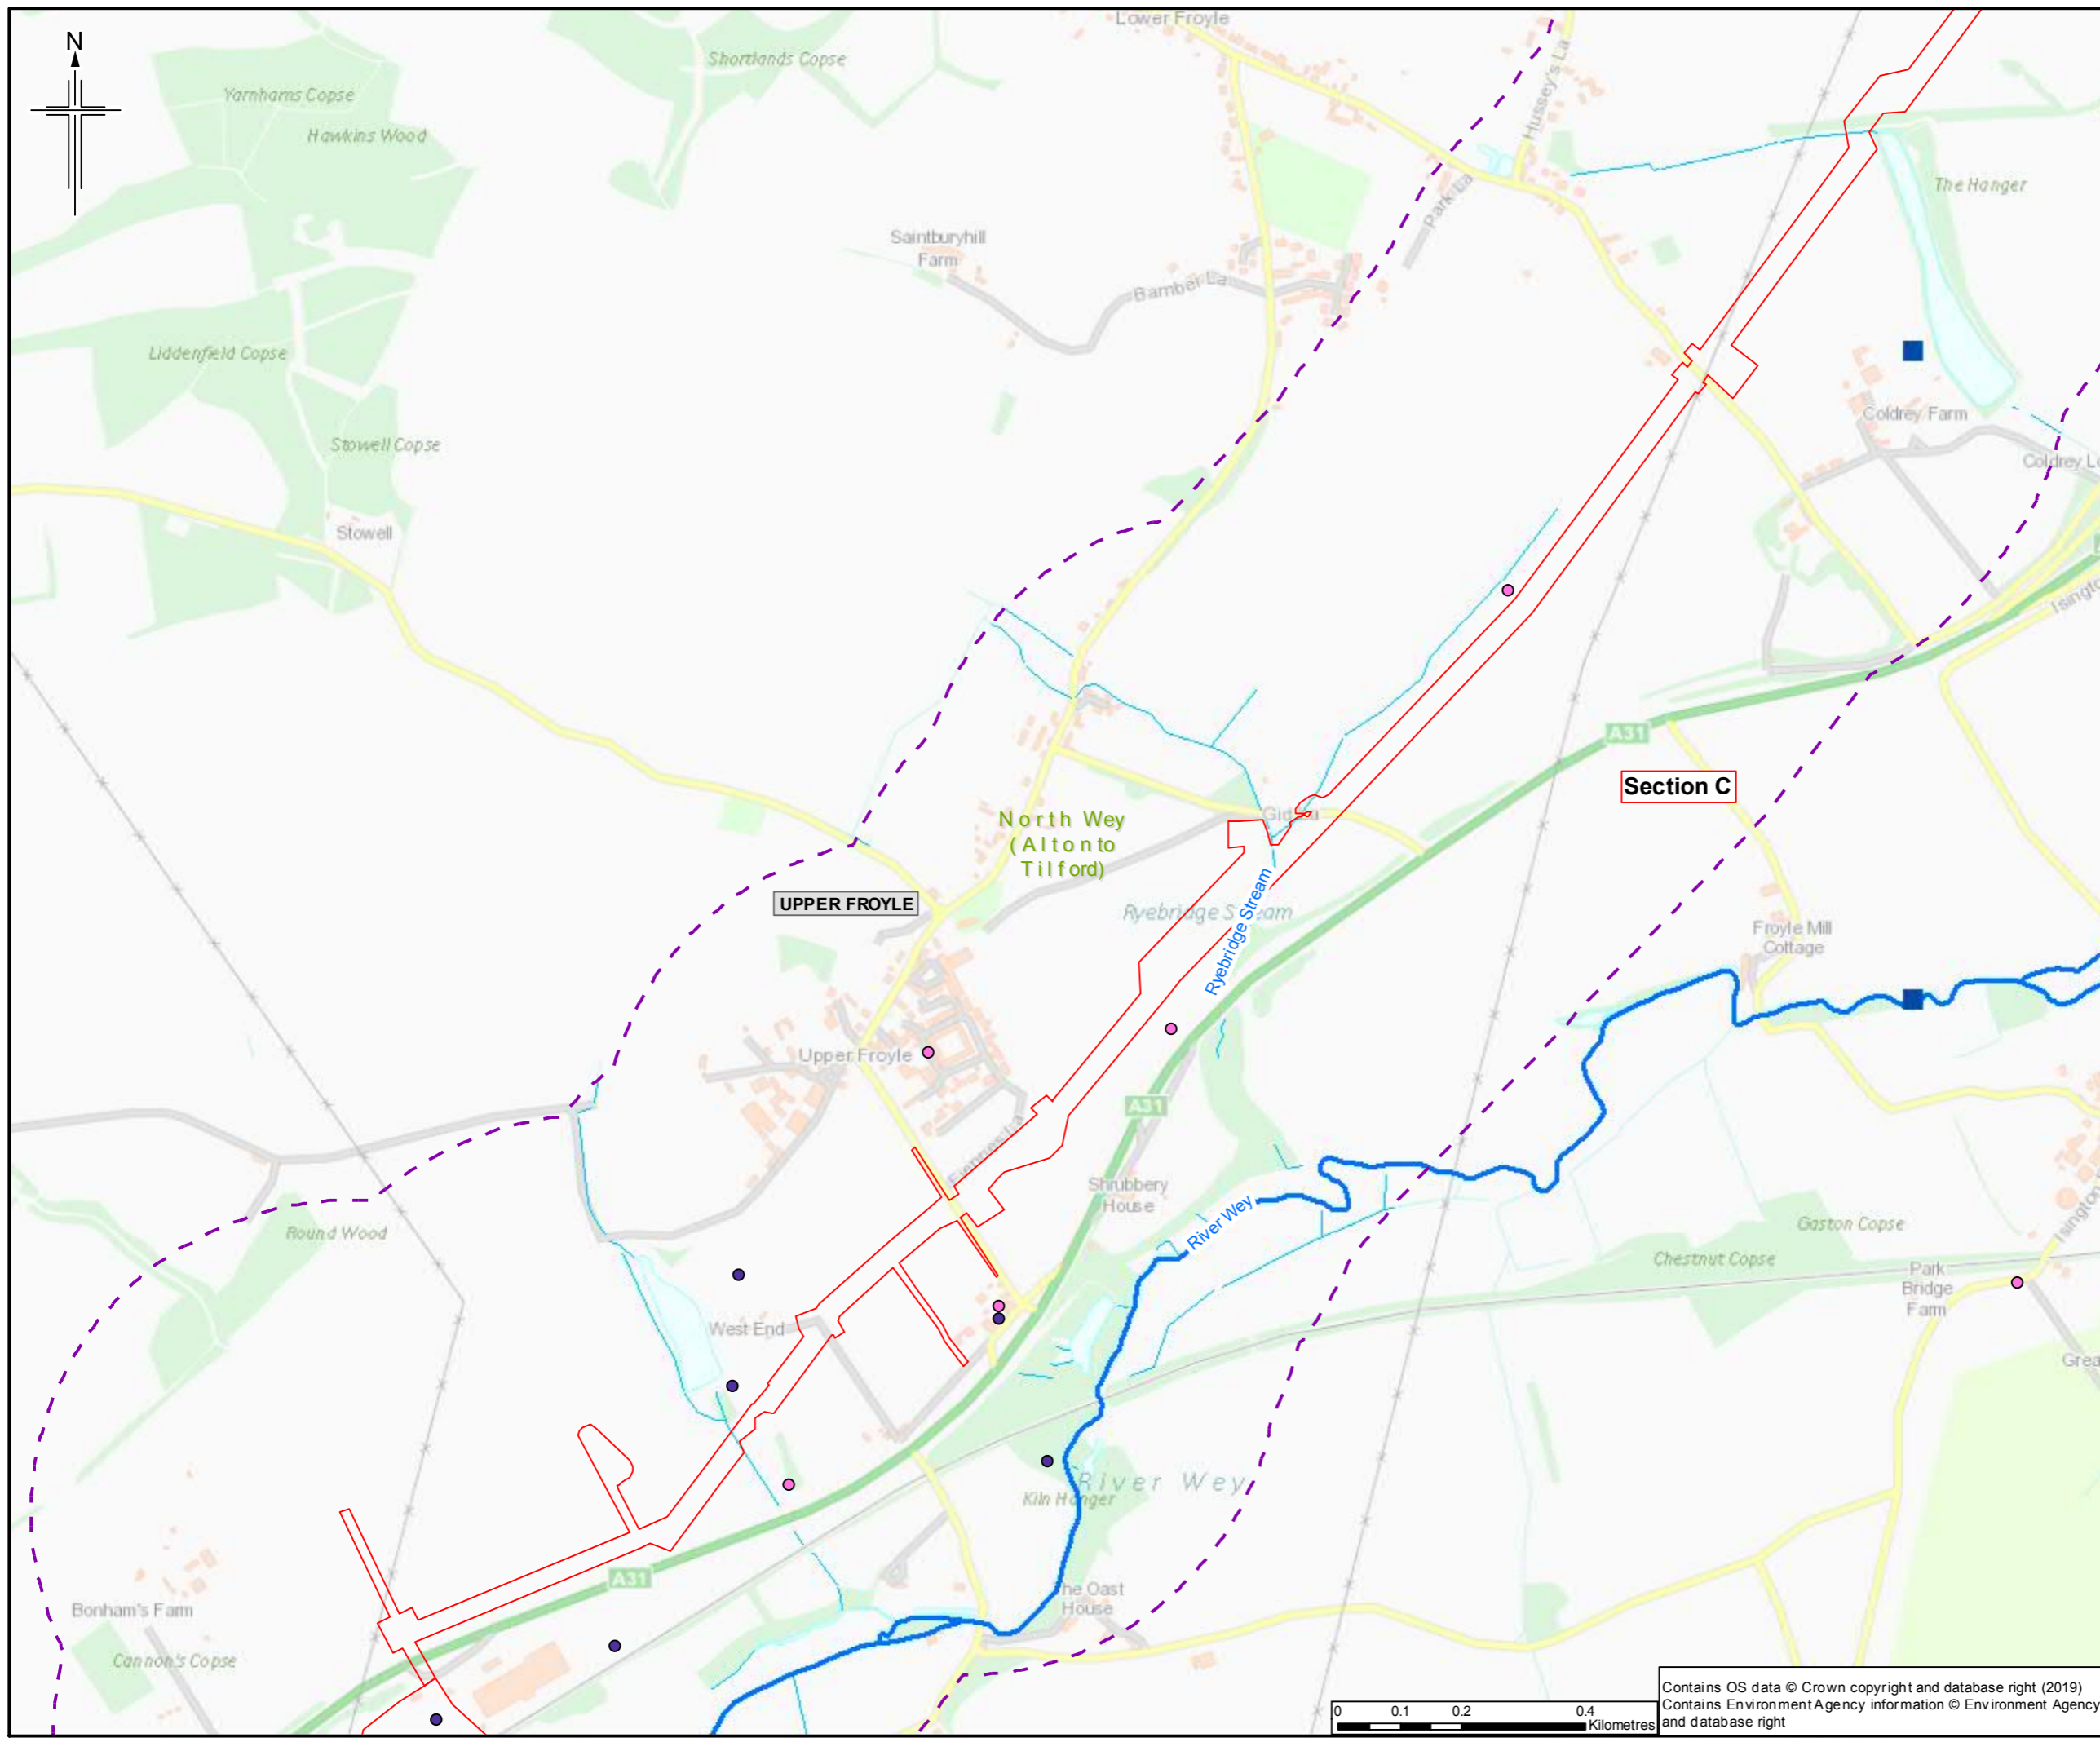 Lower Froyle
N
Shortlands Copse
Yarnhams Copse
Hawkins Wood
Hussey's La
The Hanger
Park La
Saintburyhill
Farm
Bamber La
Liddenfield Copse
Coldrey Farm
Stowell Copse
Coldrey L
Stowell
A31
Section C
North Wey
(Alton to
Tilford)
UPPER FROYLE
Ryebridge Stream
Ryebridge Stream
Froyle Mill
Cottage
Upper Froyle
A31
Shrubbery
House
River Wey
Round Wood
Gaston Copse
Chestnut Copse
Park
Bridge
Farm
West End
River Wey
Kiln Hanger
A31
The Oast
House
Bonham's Farm
Cannon's Copse
0 0.1 0.2 0.4
Kilometres
Contains OS data © Crown copyright and database right (2019)
Contains Environment Agency information © Environment Agency
and database right